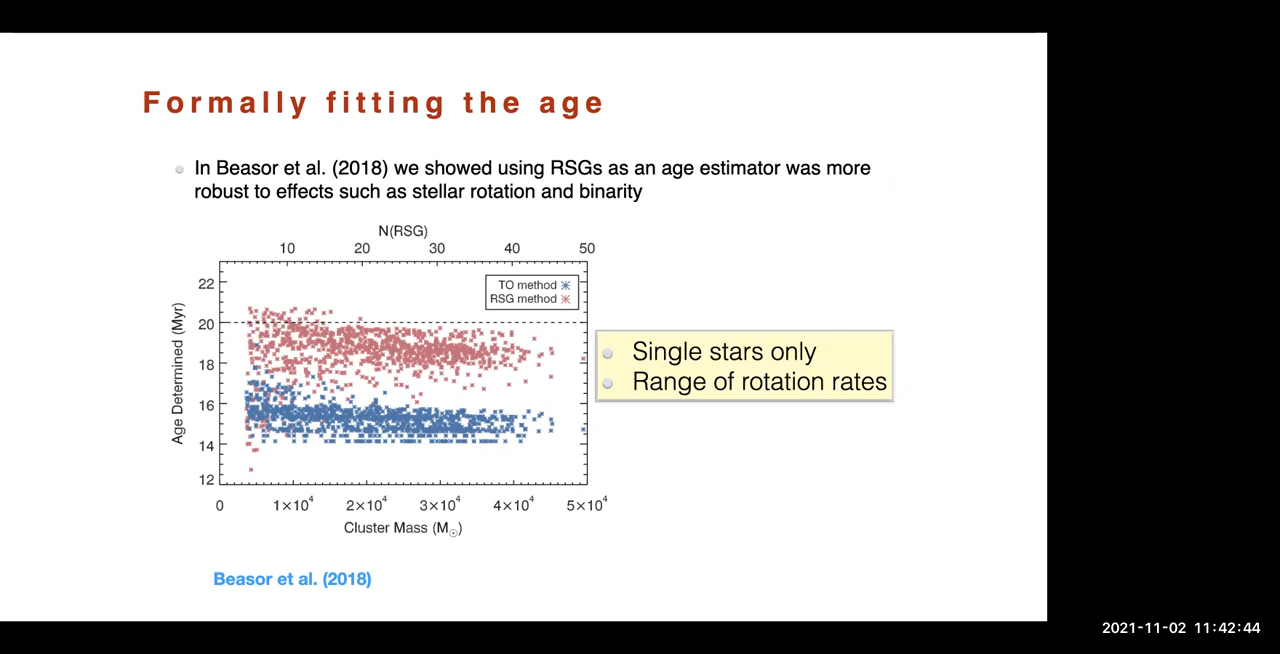 Formally fitting the age
In Beasor et al. (2018) we showed using RSGs as an age estimator was more
robust to effects such as stellar rotation and binarity
N(RSG)
10 20 30 40 50
TO method
RSG method
22
20
18
16
14
12
Age Determined (Myr)
0 1×10⁴ 2×10⁴ 3×10⁴ 4×10⁴ 5×10⁴
Cluster Mass (M☉)
Single stars only
Range of rotation rates
Beasor et al. (2018)
2021-11-02 11:42:44